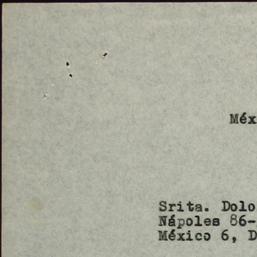 Méx
Srita. Dolo
Nápoles 86-
México 6, D